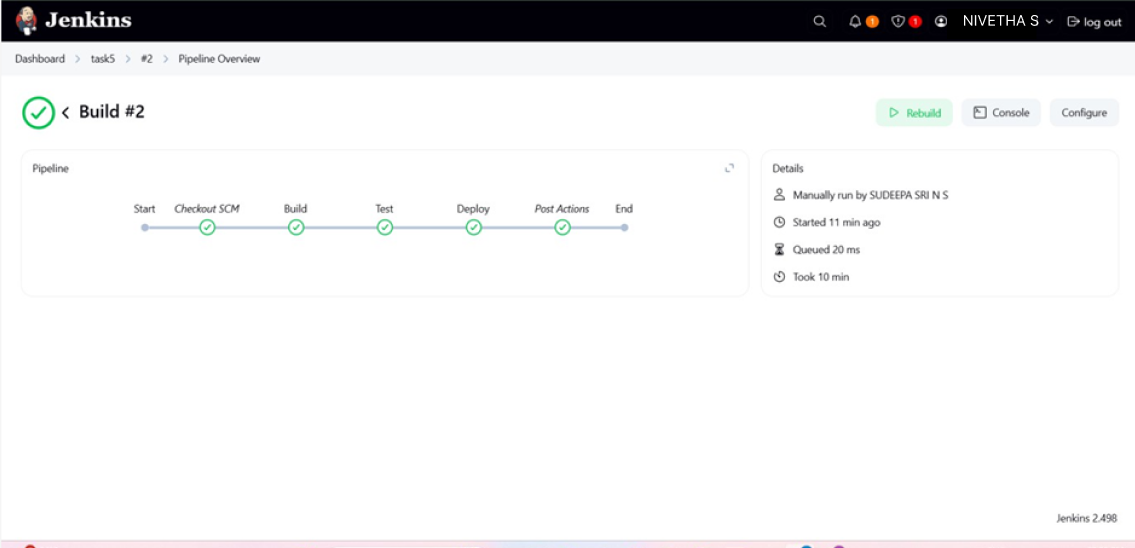 Jenkins 1 1 NIVETHA S log out
Dashboard task5 #2 Pipeline Overview
Build #2 Rebuild Console Configure
Pipeline
Start Checkout SCM Build Test Deploy Post Actions End
Details
Manually run by SUDEEPA SRI N S
Started 11 min ago
Queued 20 ms
Took 10 min
Jenkins 2.498